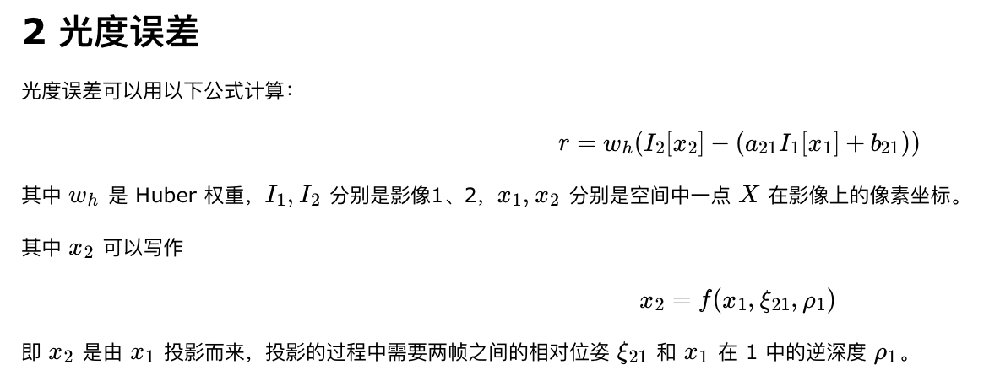 2 光度误差
光度误差可以用以下公式计算：
r = w_h(I_2[x_2] − (a_{21}I_1[x_1] + b_{21}))
其中 w_h 是 Huber 权重，I_1, I_2 分别是影像1、2，x_1, x_2 分别是空间中一点 X 在影像上的像素坐标。
其中 x_2 可以写作
x_2 = f(x_1, ξ_{21}, ρ_1)
即 x_2 是由 x_1 投影而来，投影的过程中需要两帧之间的相对位姿 ξ_{21} 和 x_1 在 1 中的逆深度 ρ_1。